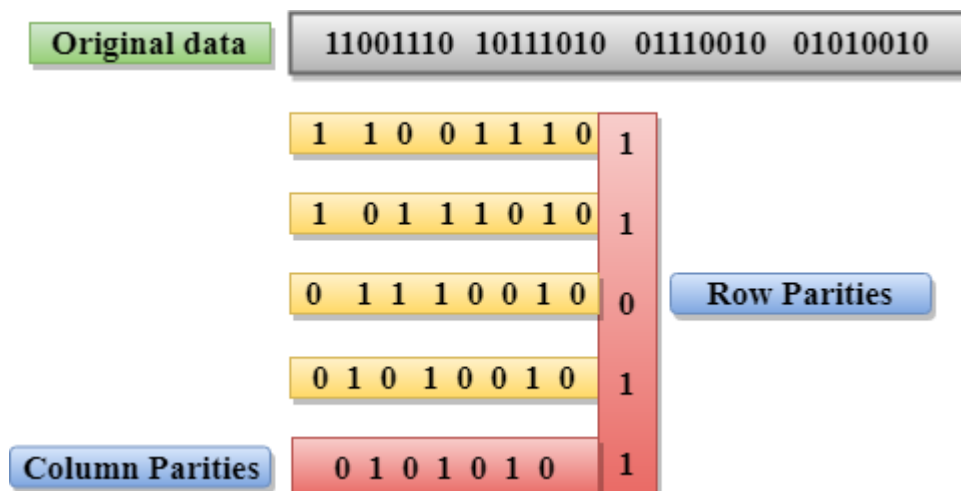 Original data 11001110 10111010 01110010 01010010
1 1 0 0 1 1 1 0 1
1 0 1 1 1 0 1 0 1
0 1 1 1 0 0 1 0 0 Row Parities
0 1 0 1 0 0 1 0 1
Column Parities 0 1 0 1 0 1 0 1